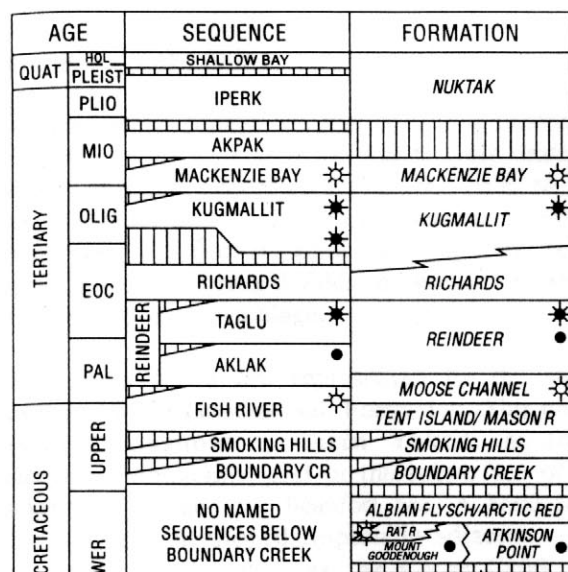 AGE SEQUENCE FORMATION
QUAT HOL SHALLOW BAY
PLEIST
NUKTAK
PLIO IPERK
TERTIARY
MIO AKPAK
MACKENZIE BAY MACKENZIE BAY
OLIG KUGMALLIT KUGMALLIT
EOC RICHARDS RICHARDS
REINDEER TAGLU
REINDEER
PAL AKLAK
MOOSE CHANNEL
FISH RIVER TENT ISLAND/ MASON R
CRETACEOUS UPPER SMOKING HILLS SMOKING HILLS
BOUNDARY CR BOUNDARY CREEK
WER NO NAMED ALBIAN FLYSCH/ARCTIC RED
SEQUENCES BELOW RAT R ATKINSON
BOUNDARY CREEK MOUNT POINT
GOODENOUGH